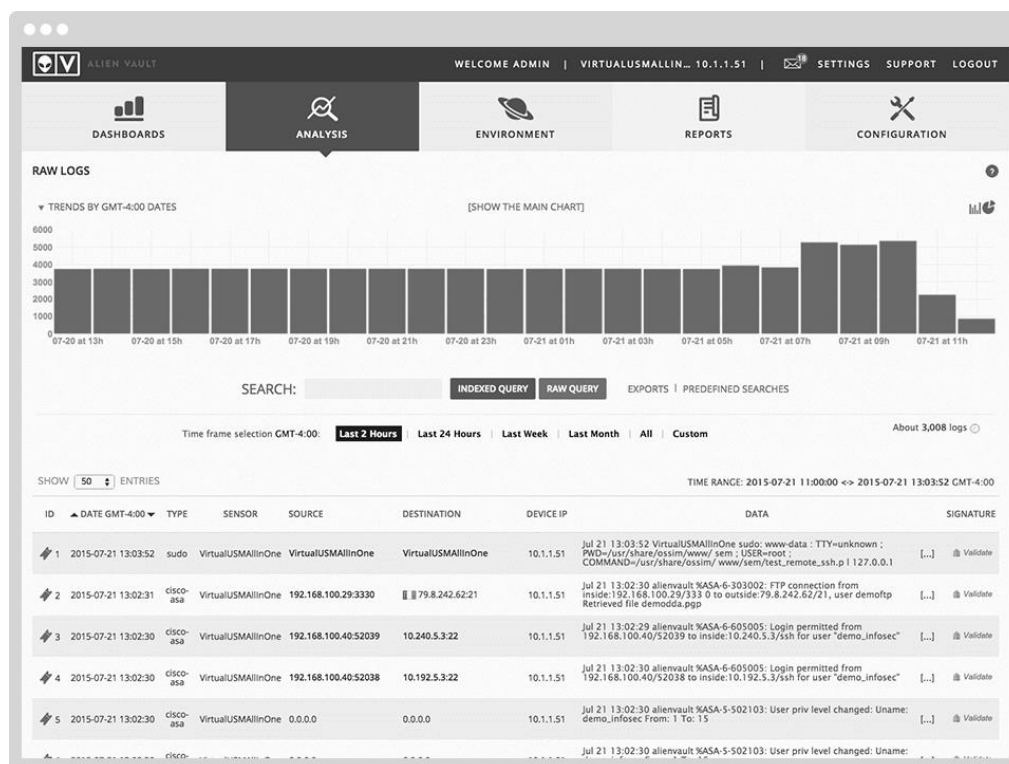 ALIEN VAULT
WELCOME ADMIN | VIRTUALUSMALLIN... 10.1.1.51 | 18 SETTINGS SUPPORT LOGOUT
DASHBOARDS ANALYSIS ENVIRONMENT REPORTS CONFIGURATION
RAW LOGS ?
▼ TRENDS BY GMT-4:00 DATES [SHOW THE MAIN CHART]
6000
5000
4000
3000
2000
1000
0
07-20 at 13h 07-20 at 15h 07-20 at 17h 07-20 at 19h 07-20 at 21h 07-20 at 23h 07-21 at 01h 07-21 at 03h 07-21 at 05h 07-21 at 07h 07-21 at 09h 07-21 at 11h
SEARCH: INDEXED QUERY RAW QUERY EXPORTS | PREDEFINED SEARCHES
Time frame selection GMT-4:00: Last 2 Hours | Last 24 Hours | Last Week | Last Month | All | Custom About 3,008 logs
SHOW 50 ENTRIES TIME RANGE: 2015-07-21 11:00:00 <-> 2015-07-21 13:03:52 GMT-4:00
ID ▲ DATE GMT-4:00 ▼ TYPE SENSOR SOURCE DESTINATION DEVICE IP DATA SIGNATURE
1 2015-07-21 13:03:52 sudo VirtualUSMAllInOne VirtualUSMAllInOne VirtualUSMAllInOne 10.1.1.51 Jul 21 13:03:52 VirtualUSMAllInOne sudo: www-data : TTY=unknown ;
PWD=/usr/share/ossim/www/ sem ; USER=root ;
COMMAND=/usr/share/ossim/ www/sem/test_remote_ssh.p l 127.0.0.1 [...] Validate
2 2015-07-21 13:02:31 cisco-asa VirtualUSMAllInOne 192.168.100.29:3330 79.8.242.62:21 10.1.1.51 Jul 21 13:02:30 alienvault %ASA-6-303002: FTP connection from
inside:192.168.100.29/333 0 to outside:79.8.242.62/21, user demoftp
Retrieved file demodda.pgp [...] Validate
3 2015-07-21 13:02:30 cisco-asa VirtualUSMAllInOne 192.168.100.40:52039 10.240.5.3:22 10.1.1.51 Jul 21 13:02:29 alienvault %ASA-6-605005: Login permitted from
192.168.100.40/52039 to inside:10.240.5.3/ssh for user "demo_infosec" [...] Validate
4 2015-07-21 13:02:30 cisco-asa VirtualUSMAllInOne 192.168.100.40:52038 10.192.5.3:22 10.1.1.51 Jul 21 13:02:30 alienvault %ASA-6-605005: Login permitted from
192.168.100.40/52038 to inside:10.192.5.3/ssh for user "demo_infosec" [...] Validate
5 2015-07-21 13:02:30 cisco-asa VirtualUSMAllInOne 0.0.0.0 0.0.0.0 10.1.1.51 Jul 21 13:02:30 alienvault %ASA-5-502103: User priv level changed: Uname:
demo_infosec From: 1 To: 15 [...] Validate
cisco- Jul 21 13:02:30 alienvault %ASA-5-502103: User priv level changed: Uname: